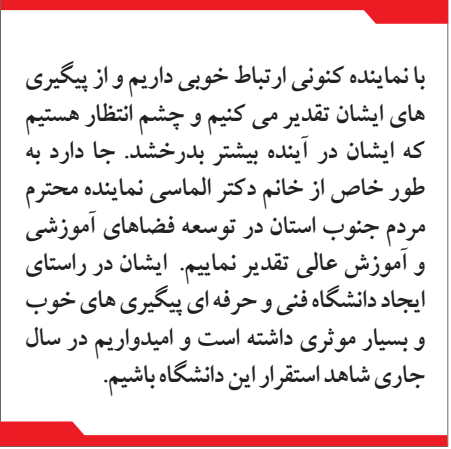 با نماینده کنونی ارتباط خوبی داریم و از پیگیری
های ایشان تقدیر می کنیم و چشم انتظار هستیم
که ایشان در آینده بیشتر بدرخشد. جا دارد به
طور خاص از خانم دکتر الماسی نماینده محترم
مردم جنوب استان در توسعه فضاهای آموزشی
و آموزش عالی تقدیر نماییم. ایشان در راستای
ایجاد دانشگاه فنی و حرفه ای پیگیری های خوب
و بسیار موثری داشته است و امیدواریم در سال
جاری شاهد استقرار این دانشگاه باشیم.